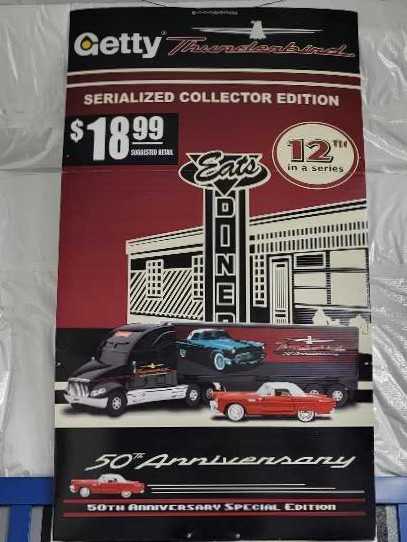 Getty® Thunderbird
SERIALIZED COLLECTOR EDITION
$18.99
SUGGESTED RETAIL
12TH
in a series
Eats
DINER
50TH Anniversary
50TH ANNIVERSARY SPECIAL EDITION